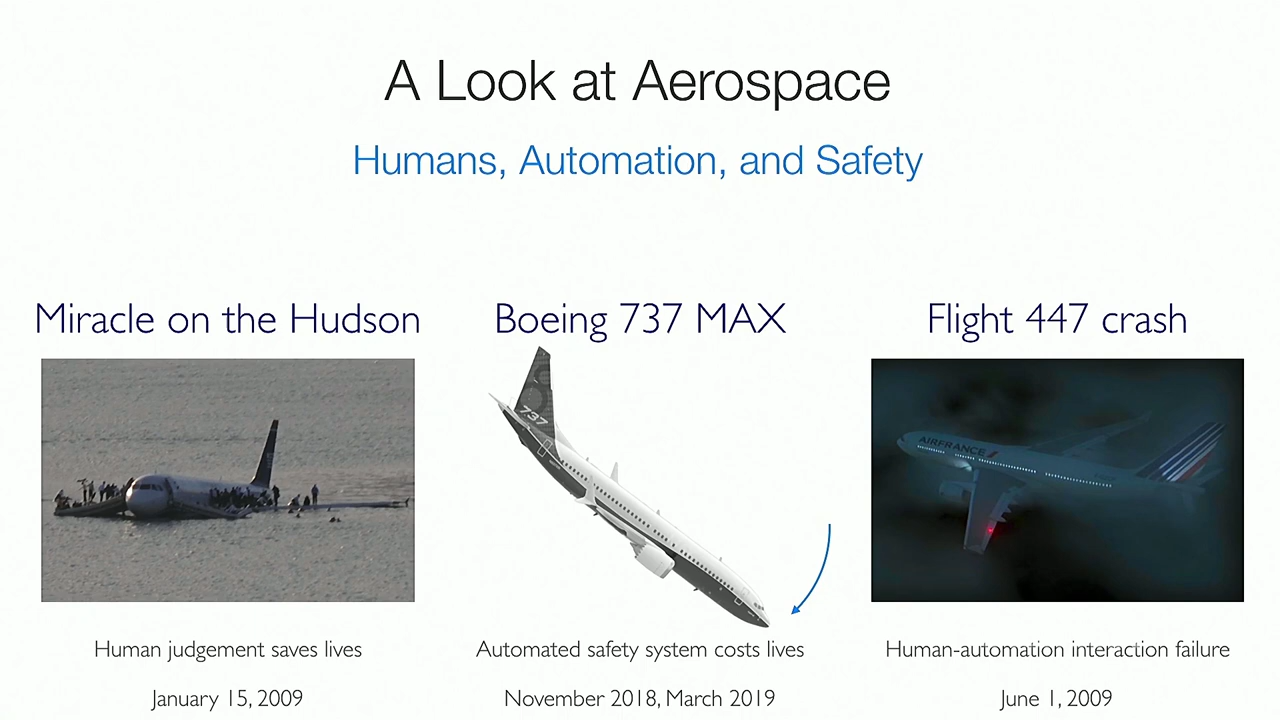 A Look at Aerospace
Humans, Automation, and Safety
Miracle on the Hudson
Boeing 737 MAX
Flight 447 crash
737
AIRFRANCE
Human judgement saves lives
Automated safety system costs lives
Human-automation interaction failure
January 15, 2009
November 2018, March 2019
June 1, 2009